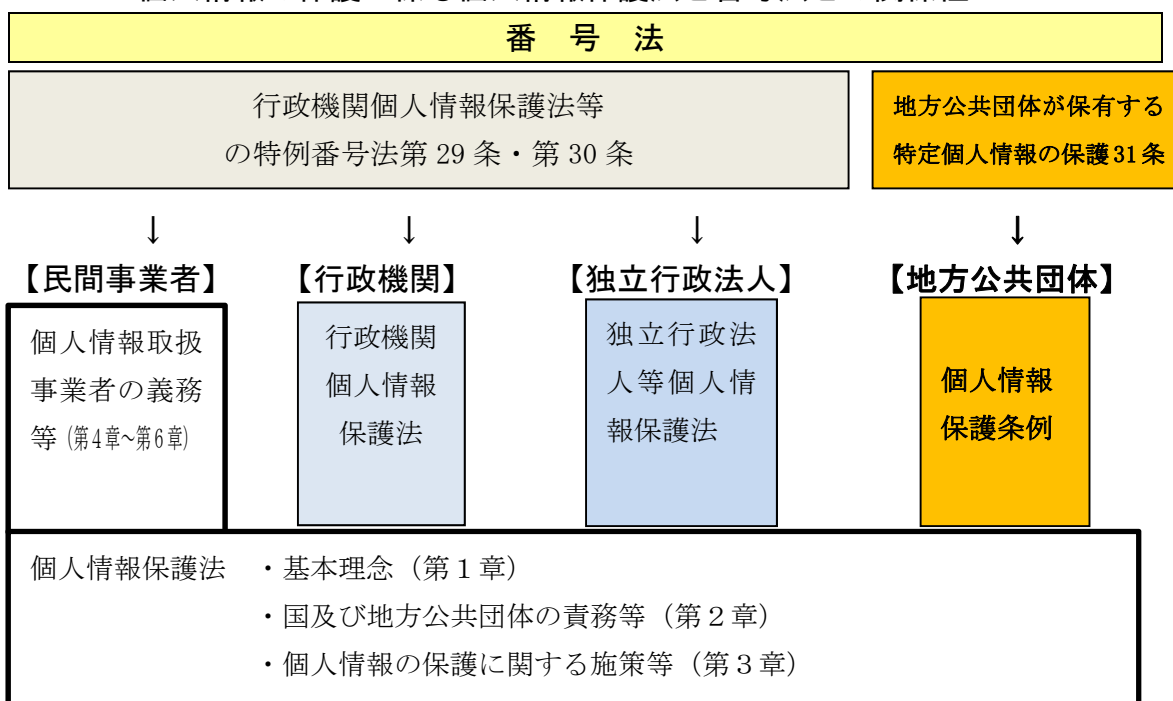 番 号 法
行政機関個人情報保護法等
の特例番号法第 29 条・第 30 条
地方公共団体が保有する
特定個人情報の保護 31 条
↓ ↓ ↓ ↓
【民間事業者】 【行政機関】 【独立行政法人】 【地方公共団体】
個人情報取扱
事業者の義務
等 (第4章~第6章)
行政機関
個人情報
保護法
独立行政法
人等個人情
報保護法
個人情報
保護条例
個人情報保護法 ・基本理念（第１章）
・国及び地方公共団体の責務等（第２章）
・個人情報の保護に関する施策等（第３章）